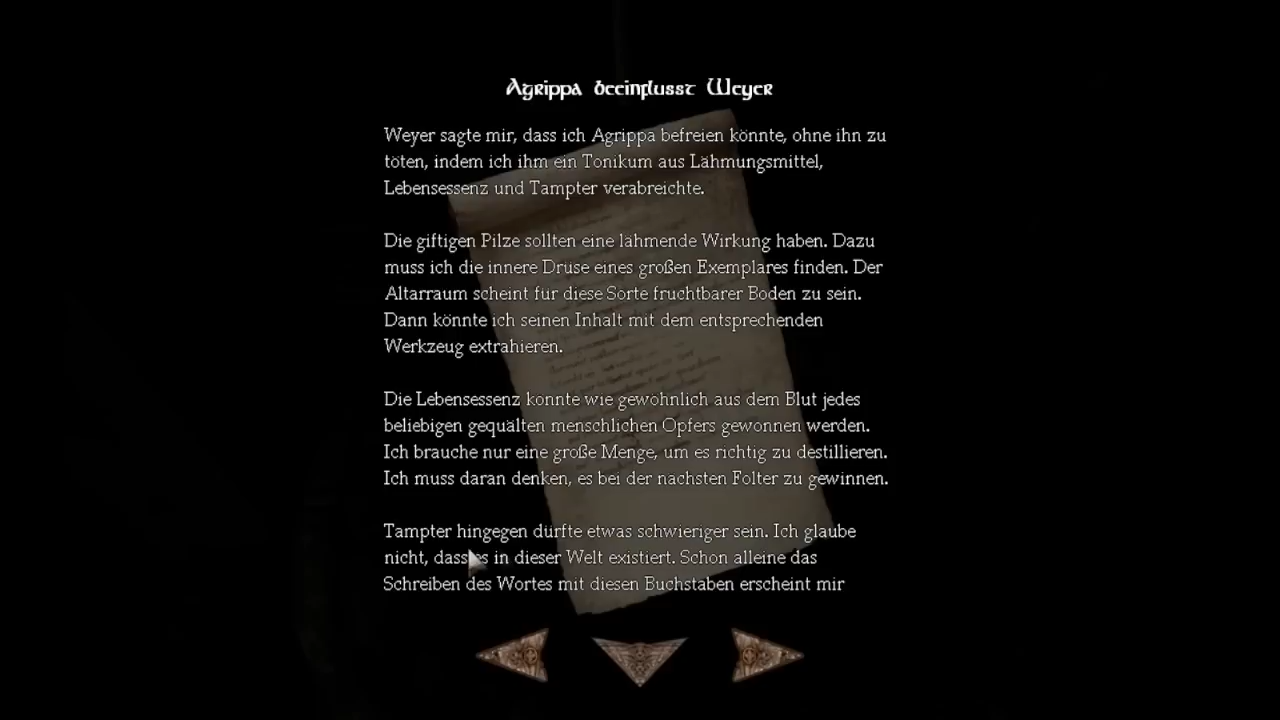 Agrippa beeinflusst Weyer
Weyer sagte mir, dass ich Agrippa befreien könnte, ohne ihn zu
töten, indem ich ihm ein Tonikum aus Lähmungsmittel,
Lebensessenz und Tampter verabreichte.
Die giftigen Pilze sollten eine lähmende Wirkung haben. Dazu
muss ich die innere Drüse eines großen Exemplares finden. Der
Altarraum scheint für diese Sorte fruchtbarer Boden zu sein.
Dann könnte ich seinen Inhalt mit dem entsprechenden
Werkzeug extrahieren.
Die Lebensessenz könnte wie gewöhnlich aus dem Blut jedes
beliebigen gequälten menschlichen Opfers gewonnen werden.
Ich brauche nur eine große Menge, um es richtig zu destillieren.
Ich muss daran denken, es bei der nächsten Folter zu gewinnen.
Tampter hingegen dürfte etwas schwieriger sein. Ich glaube
nicht, dass es in dieser Welt existiert. Schon alleine das
Schreiben des Wortes mit diesen Buchstaben erscheint mir